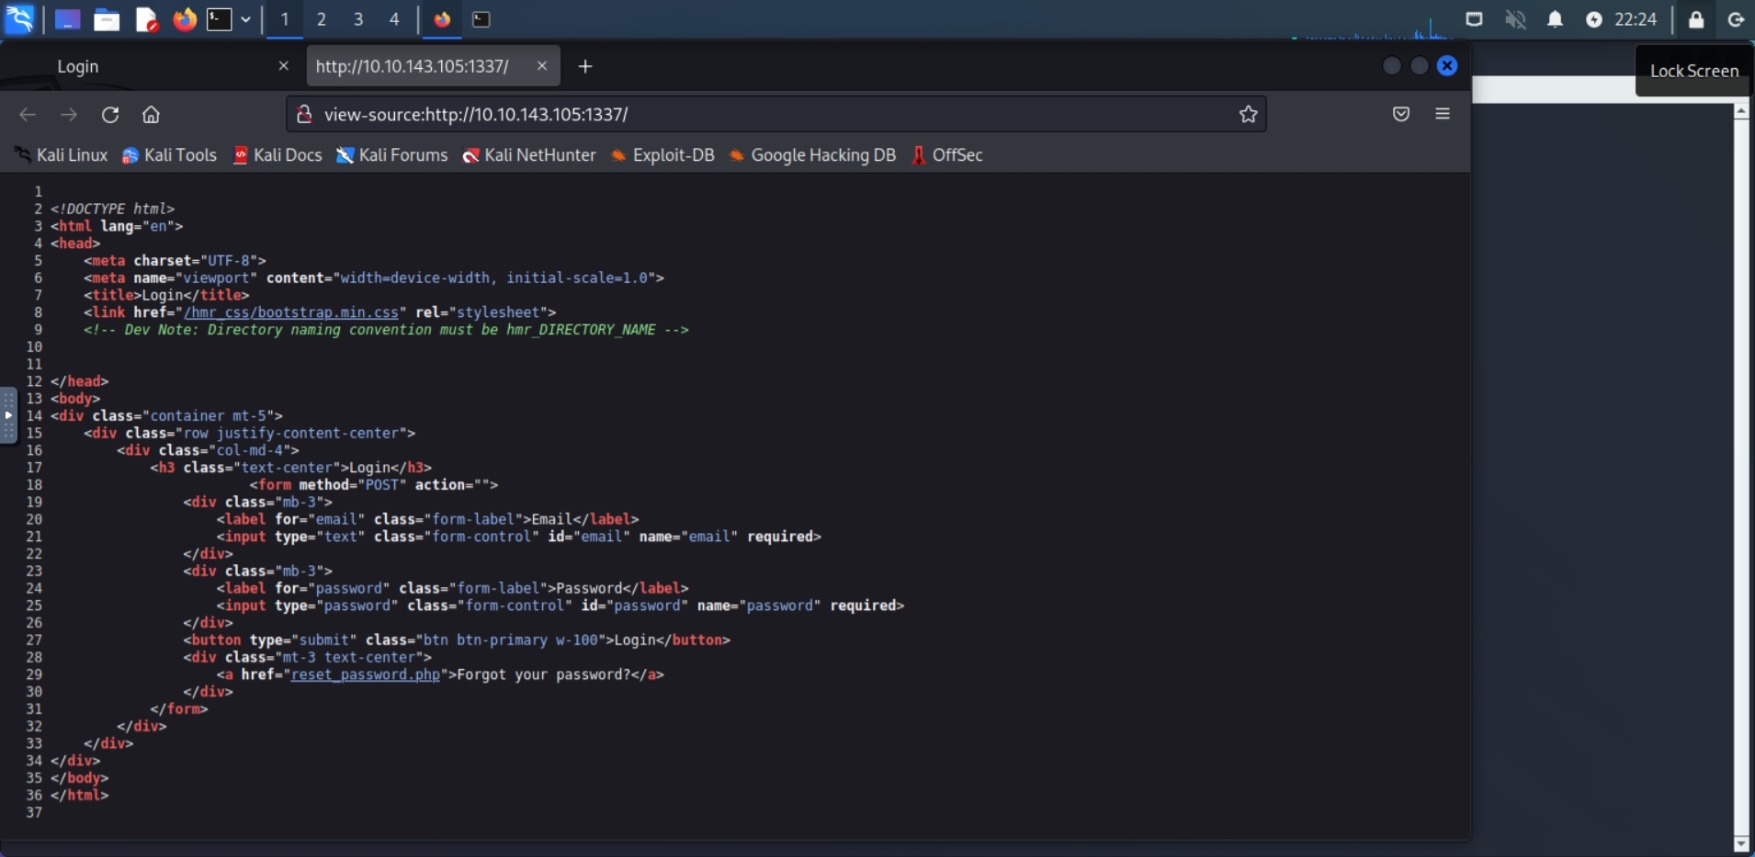 1 2 3 4 22:24
Login http://10.10.143.105:1337/
Lock Screen
view-source:http://10.10.143.105:1337/
Kali Linux Kali Tools Kali Docs Kali Forums Kali NetHunter Exploit-DB Google Hacking DB OffSec
1
2 <!DOCTYPE html>
3 <html lang="en">
4 <head>
5     <meta charset="UTF-8">
6     <meta name="viewport" content="width=device-width, initial-scale=1.0">
7     <title>Login</title>
8     <link href="/hmr_css/bootstrap.min.css" rel="stylesheet">
9     <!-- Dev Note: Directory naming convention must be hmr_DIRECTORY_NAME -->
10
11
12 </head>
13 <body>
14 <div class="container mt-5">
15     <div class="row justify-content-center">
16         <div class="col-md-4">
17             <h3 class="text-center">Login</h3>
18                         <form method="POST" action="">
19                 <div class="mb-3">
20                     <label for="email" class="form-label">Email</label>
21                     <input type="text" class="form-control" id="email" name="email" required>
22                 </div>
23                 <div class="mb-3">
24                     <label for="password" class="form-label">Password</label>
25                     <input type="password" class="form-control" id="password" name="password" required>
26                 </div>
27                 <button type="submit" class="btn btn-primary w-100">Login</button>
28                 <div class="mt-3 text-center">
29                     <a href="reset_password.php">Forgot your password?</a>
30                 </div>
31             </form>
32         </div>
33     </div>
34 </div>
35 </body>
36 </html>
37